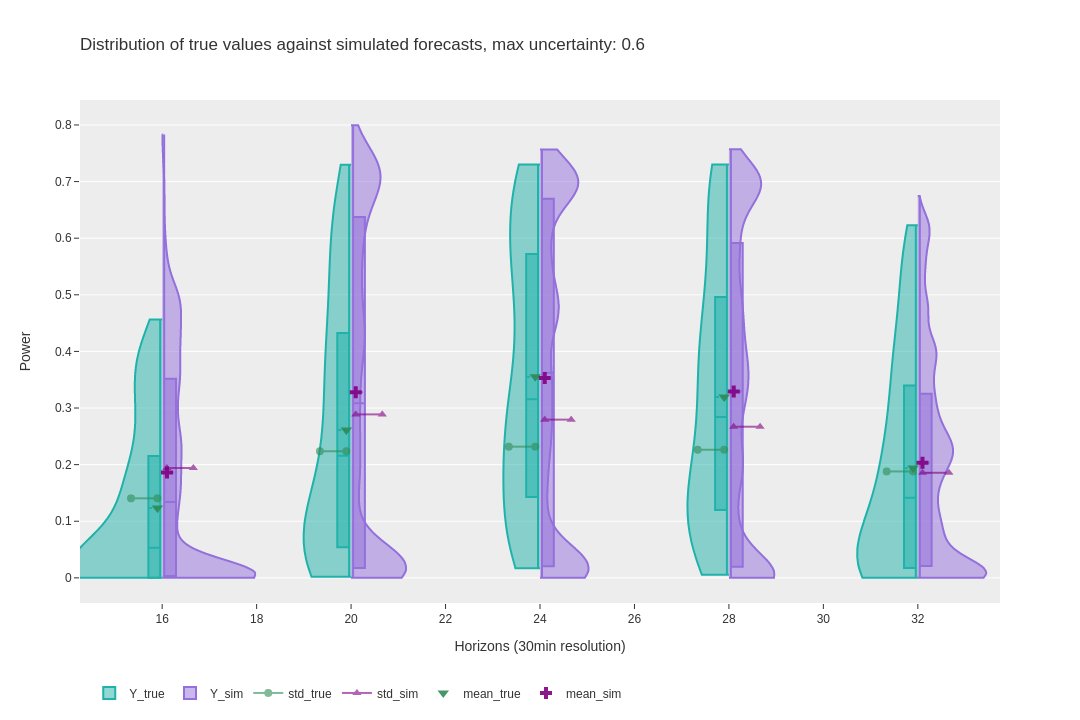 Distribution of true values against simulated forecasts, max uncertainty: 0.6
0.8
0.7
0.6
0.5
0.4
0.3
0.2
0.1
0
Power
16 18 20 22 24 26 28 30 32
Horizons (30min resolution)
Y_true Y_sim std_true std_sim mean_true mean_sim